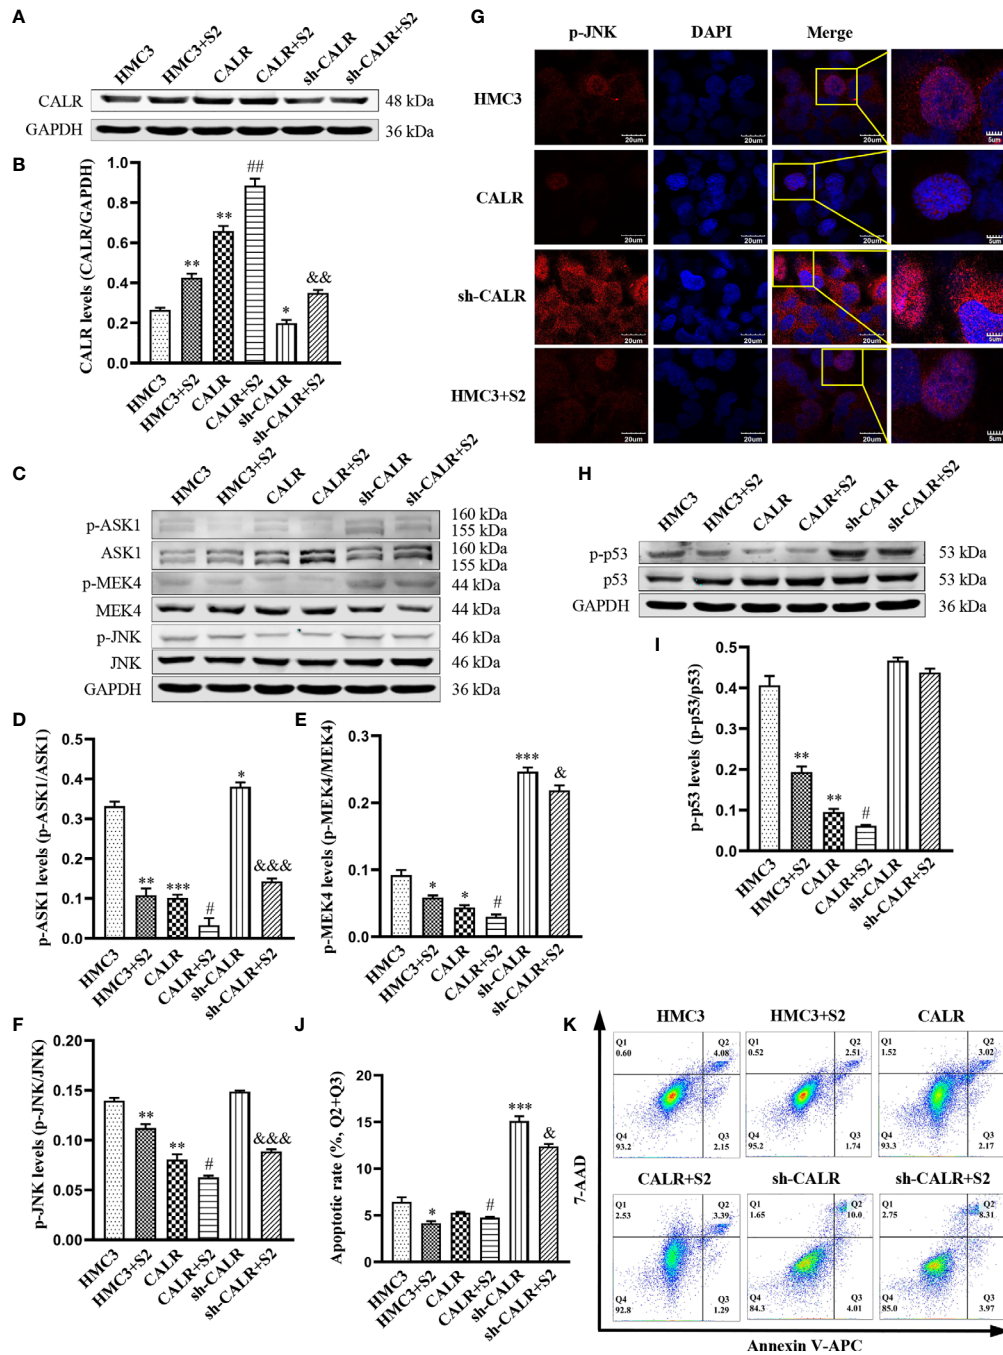 A
HMC3
HMC3+S2
CALR
CALR+S2
sh-CALR
sh-CALR+S2
CALR
48 kDa
GAPDH
36 kDa
B
CALR levels (CALR/GAPDH)
1.0
0.8
0.6
0.4
0.2
0.0
**
**
##
*
&&
HMC3
HMC3+S2
CALR
CALR+S2
sh-CALR
sh-CALR+S2
C
HMC3
HMC3+S2
CALR
CALR+S2
sh-CALR
sh-CALR+S2
p-ASK1
160 kDa
155 kDa
ASK1
160 kDa
155 kDa
p-MEK4
44 kDa
MEK4
44 kDa
p-JNK
46 kDa
JNK
46 kDa
GAPDH
36 kDa
D
p-ASK1 levels (p-ASK1/ASK1)
0.5
0.4
0.3
0.2
0.1
0.0
**
***
#
*
&&&
HMC3
HMC3+S2
CALR
CALR+S2
sh-CALR
sh-CALR+S2
E
p-MEK4 levels (p-MEK4/MEK4)
0.3
0.2
0.1
0.0
*
*
#
***
&
HMC3
HMC3+S2
CALR
CALR+S2
sh-CALR
sh-CALR+S2
F
p-JNK levels (p-JNK/JNK)
0.20
0.15
0.10
0.05
0.00
**
**
#
&&&
HMC3
HMC3+S2
CALR
CALR+S2
sh-CALR
sh-CALR+S2
G
p-JNK DAPI Merge
HMC3
20um 20um 20um 5um
CALR
20um 20um 20um 5um
sh-CALR
20um 20um 20um 5um
HMC3+S2
20um 20um 20um 5um
H
HMC3
HMC3+S2
CALR
CALR+S2
sh-CALR
sh-CALR+S2
p-p53
53 kDa
p53
53 kDa
GAPDH
36 kDa
I
p-p53 levels (p-p53/p53)
0.5
0.4
0.3
0.2
0.1
0.0
**
**
#
HMC3
HMC3+S2
CALR
CALR+S2
sh-CALR
sh-CALR+S2
J
Apoptotic rate (%, Q2+Q3)
20
15
10
5
0
*
#
***
&
HMC3
HMC3+S2
CALR
CALR+S2
sh-CALR
sh-CALR+S2
K
7-AAD
Annexin V-APC
HMC3
Q1
0.60
Q2
4.08
Q4
93.2
Q3
2.15
HMC3+S2
Q1
0.52
Q2
2.51
Q4
95.2
Q3
1.74
CALR
Q1
1.52
Q2
3.02
Q4
93.3
Q3
2.17
CALR+S2
Q1
2.53
Q2
3.39
Q4
92.8
Q3
1.29
sh-CALR
Q1
1.65
Q2
10.0
Q4
84.3
Q3
4.01
sh-CALR+S2
Q1
2.75
Q2
8.31
Q4
85.0
Q3
3.97